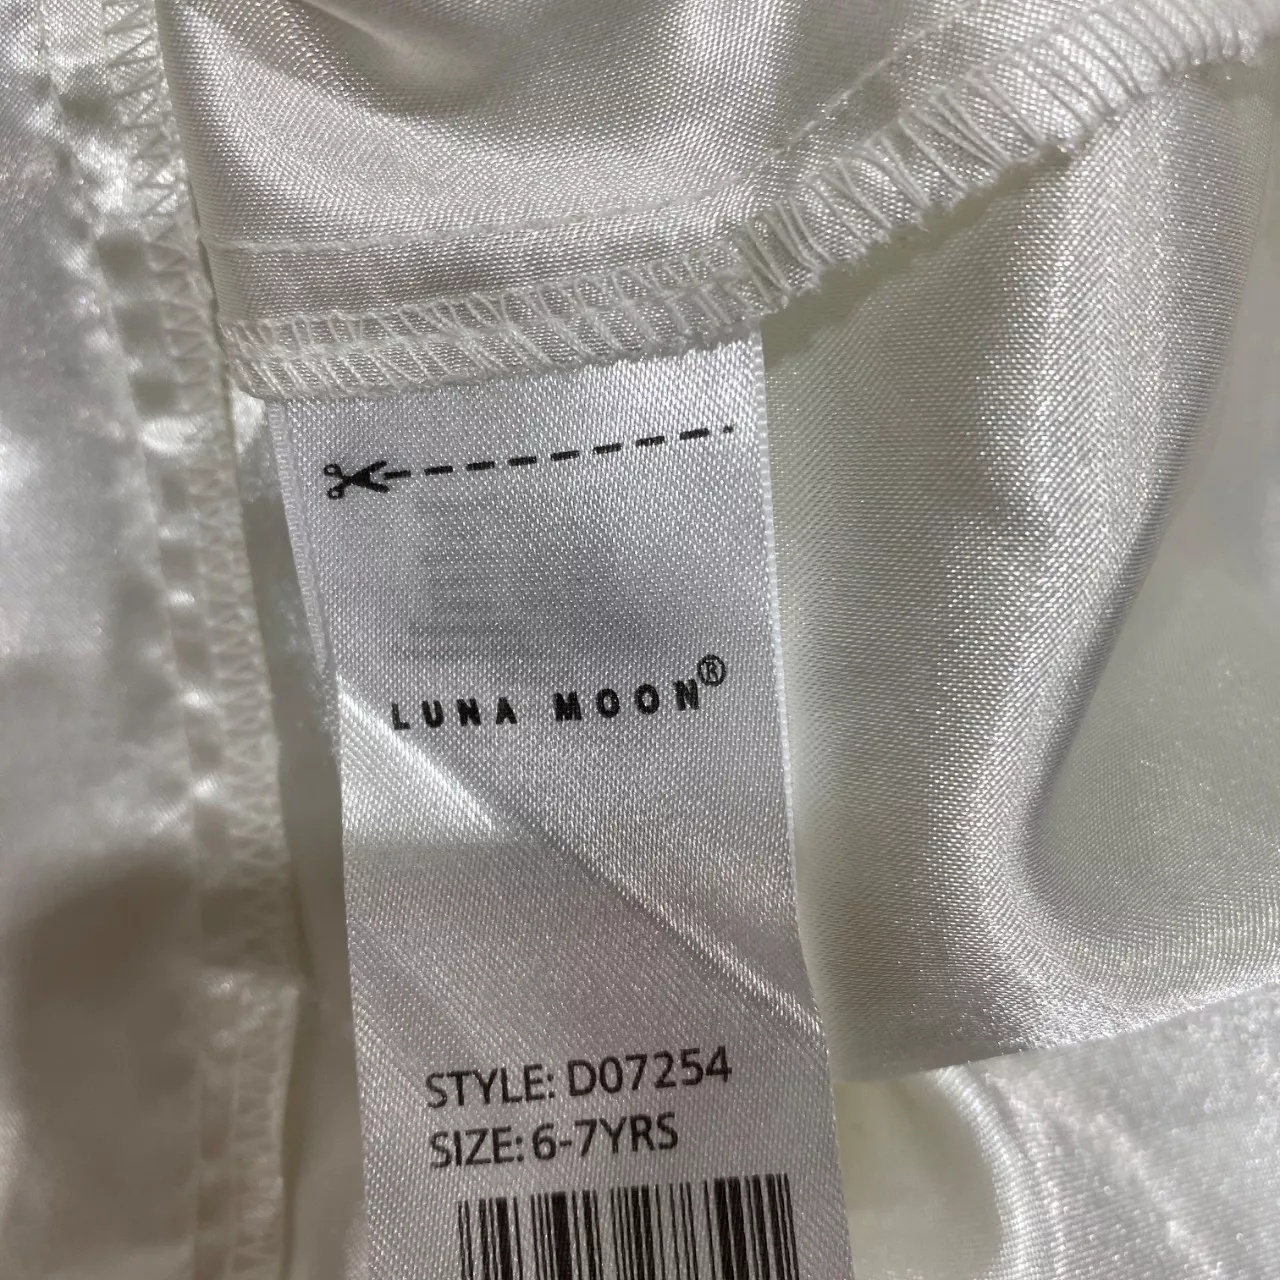 LUNA MOON®
STYLE: D07254
SIZE: 6-7YRS